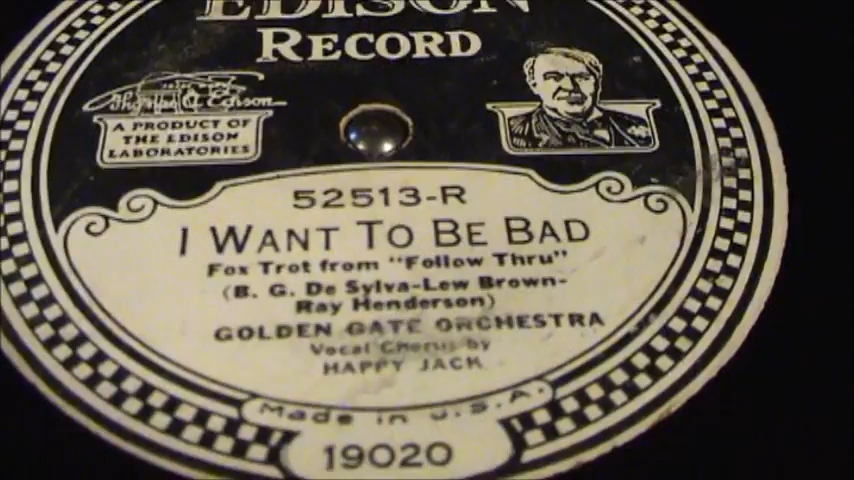 EDISON
RECORD
Thomas A Edison
A PRODUCT OF
THE EDISON
LABORATORIES
52513-R
I WANT TO BE BAD
Fox Trot from "Follow Thru"
(B. G. De Sylva-Lew Brown-
Ray Henderson)
GOLDEN GATE ORCHESTRA
Vocal Chorus by
HAPPY JACK
Made in U.S.A.
19020